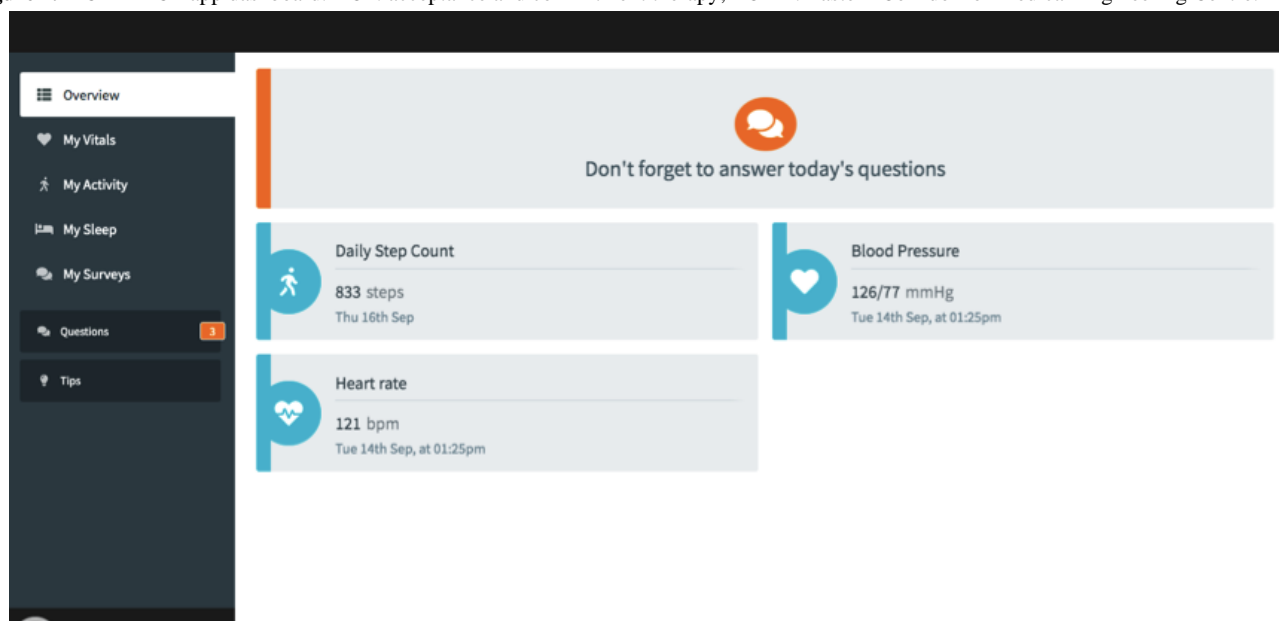 Overview
My Vitals
My Activity
My Sleep
My Surveys
Questions 3
Tips
Don't forget to answer today's questions
Daily Step Count
833 steps
Thu 16th Sep
Blood Pressure
126/77 mmHg
Tue 14th Sep, at 01:25pm
Heart rate
121 bpm
Tue 14th Sep, at 01:25pm